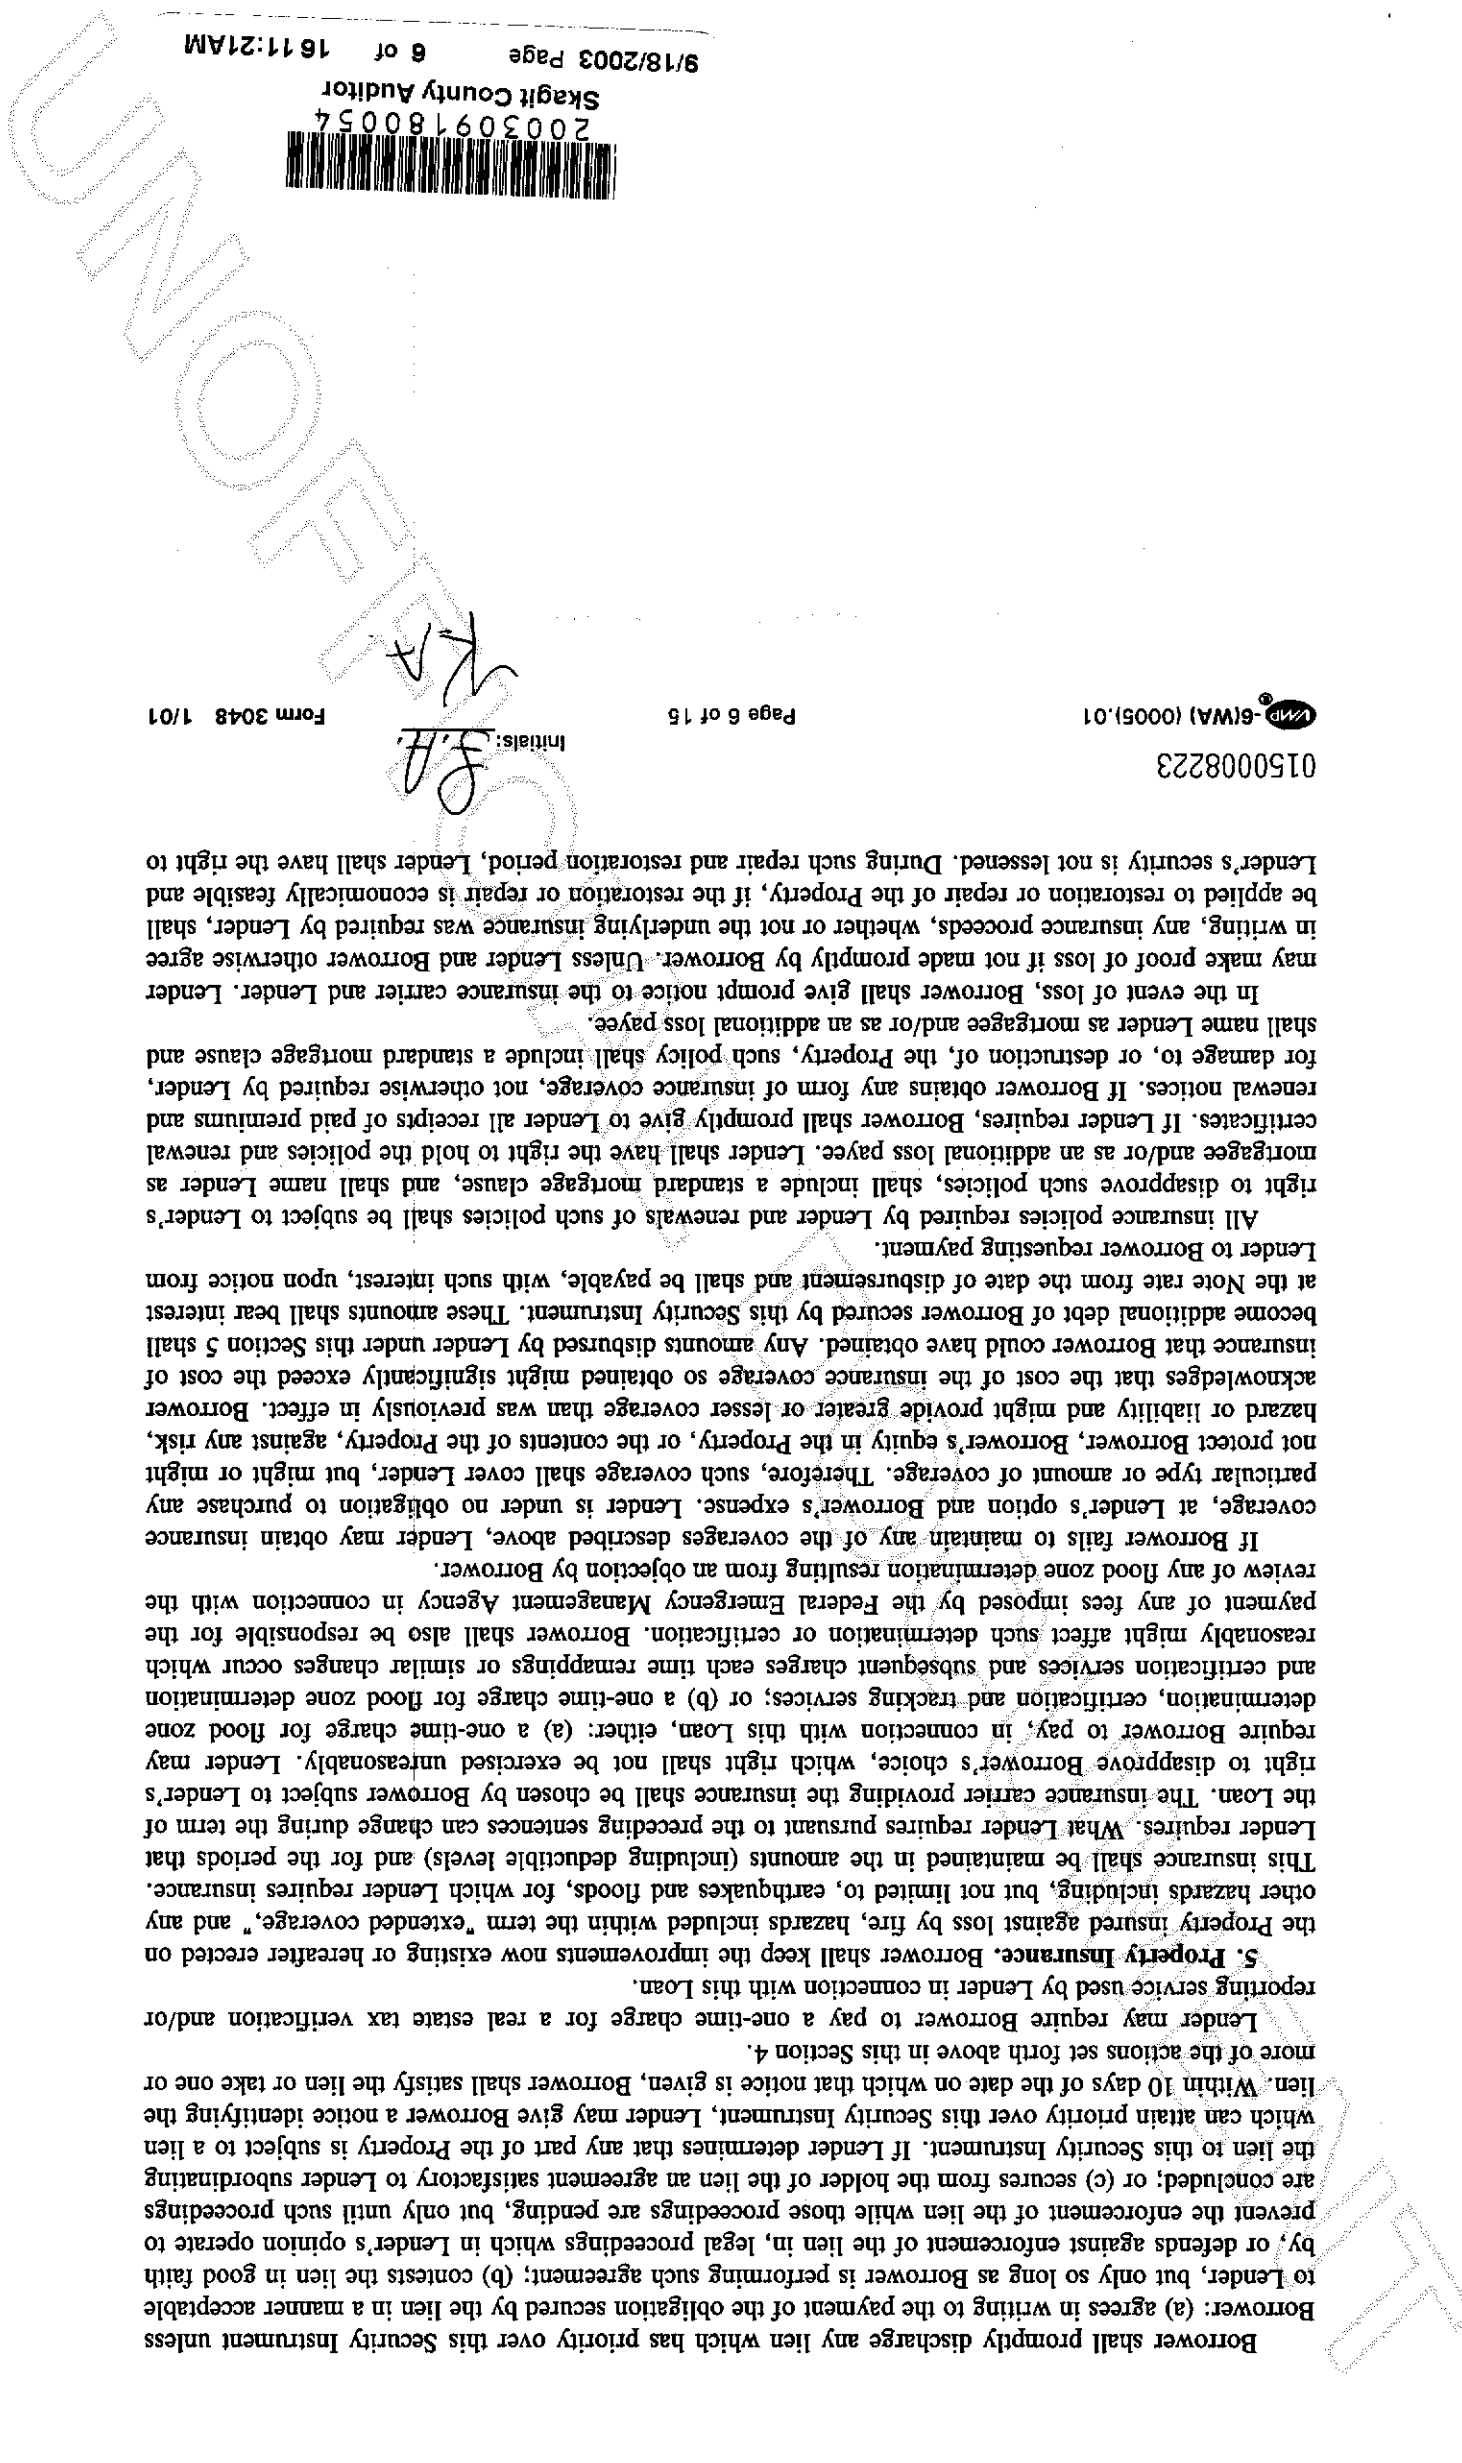 Borrower shall promptly discharge any lien which has priority over this Security Instrument unless
Borrower: (a) agrees in writing to the payment of the obligation secured by the lien in a manner acceptable
to Lender, but only so long as Borrower is performing such agreement; (b) contests the lien in good faith
by, or defends against enforcement of the lien in, legal proceedings which in Lender's opinion operate to
prevent the enforcement of the lien while those proceedings are pending, but only until such proceedings
are concluded; or (c) secures from the holder of the lien an agreement satisfactory to Lender subordinating
the lien to this Security Instrument. If Lender determines that any part of the Property is subject to a lien
which can attain priority over this Security Instrument, Lender may give Borrower a notice identifying the
lien. Within 10 days of the date on which that notice is given, Borrower shall satisfy the lien or take one or
more of the actions set forth above in this Section 4.
Lender may require Borrower to pay a one-time charge for a real estate tax verification and/or
reporting service used by Lender in connection with this Loan.
5. Property Insurance. Borrower shall keep the improvements now existing or hereafter erected on
the Property insured against loss by fire, hazards included within the term "extended coverage," and any
other hazards including, but not limited to, earthquakes and floods, for which Lender requires insurance.
This insurance shall be maintained in the amounts (including deductible levels) and for the periods that
Lender requires. What Lender requires pursuant to the preceding sentences can change during the term of
the Loan. The insurance carrier providing the insurance shall be chosen by Borrower subject to Lender's
right to disapprove Borrower's choice, which right shall not be exercised unreasonably. Lender may
require Borrower to pay, in connection with this Loan, either: (a) a one-time charge for flood zone
determination, certification and tracking services; or (b) a one-time charge for flood zone determination
and certification services and subsequent charges each time remappings or similar changes occur which
reasonably might affect such determination or certification. Borrower shall also be responsible for the
payment of any fees imposed by the Federal Emergency Management Agency in connection with the
review of any flood zone determination resulting from an objection by Borrower.
If Borrower fails to maintain any of the coverages described above, Lender may obtain insurance
coverage, at Lender's option and Borrower's expense. Lender is under no obligation to purchase any
particular type or amount of coverage. Therefore, such coverage shall cover Lender, but might or might
not protect Borrower, Borrower's equity in the Property, or the contents of the Property, against any risk,
hazard or liability and might provide greater or lesser coverage than was previously in effect. Borrower
acknowledges that the cost of the insurance coverage so obtained might significantly exceed the cost of
insurance that Borrower could have obtained. Any amounts disbursed by Lender under this Section 5 shall
become additional debt of Borrower secured by this Security Instrument. These amounts shall bear interest
at the Note rate from the date of disbursement and shall be payable, with such interest, upon notice from
Lender to Borrower requesting payment.
All insurance policies required by Lender and renewals of such policies shall be subject to Lender's
right to disapprove such policies, shall include a standard mortgage clause, and shall name Lender as
mortgagee and/or as an additional loss payee. Lender shall have the right to hold the policies and renewal
certificates. If Lender requires, Borrower shall promptly give to Lender all receipts of paid premiums and
renewal notices. If Borrower obtains any form of insurance coverage, not otherwise required by Lender,
for damage to, or destruction of, the Property, such policy shall include a standard mortgage clause and
shall name Lender as mortgagee and/or as an additional loss payee.
In the event of loss, Borrower shall give prompt notice to the insurance carrier and Lender. Lender
may make proof of loss if not made promptly by Borrower. Unless Lender and Borrower otherwise agree
in writing, any insurance proceeds, whether or not the underlying insurance was required by Lender, shall
be applied to restoration or repair of the Property, if the restoration or repair is economically feasible and
Lender's security is not lessened. During such repair and restoration period, Lender shall have the right to
0150008223
Initials:
VMP®-6(WA) (0005).01 Page 6 of 15 Form 3048 1/01
K.A
200309180054
Skagit County Auditor
9/18/2003 Page 6 of 16 11:21AM
UNOFFICIAL DOCUMENT